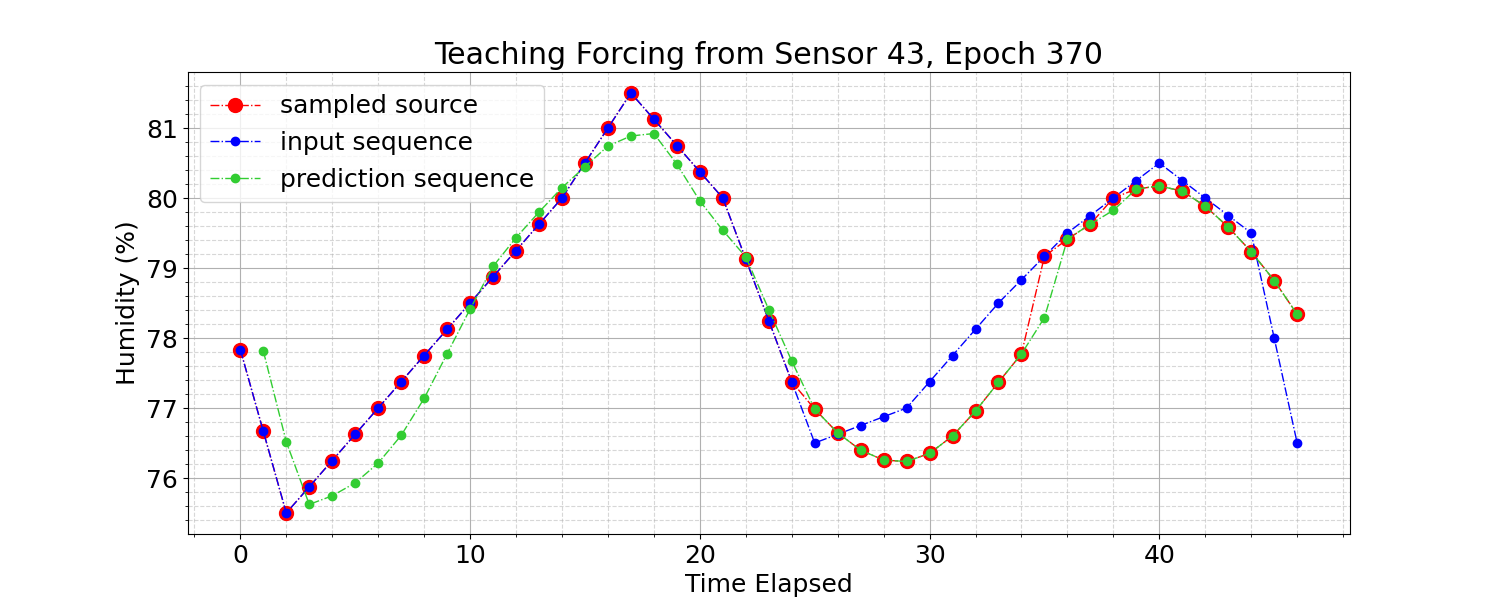 Teaching Forcing from Sensor 43, Epoch 370
sampled source
input sequence
prediction sequence
Humidity (%)
81
80
79
78
77
76
0 10 20 30 40
Time Elapsed